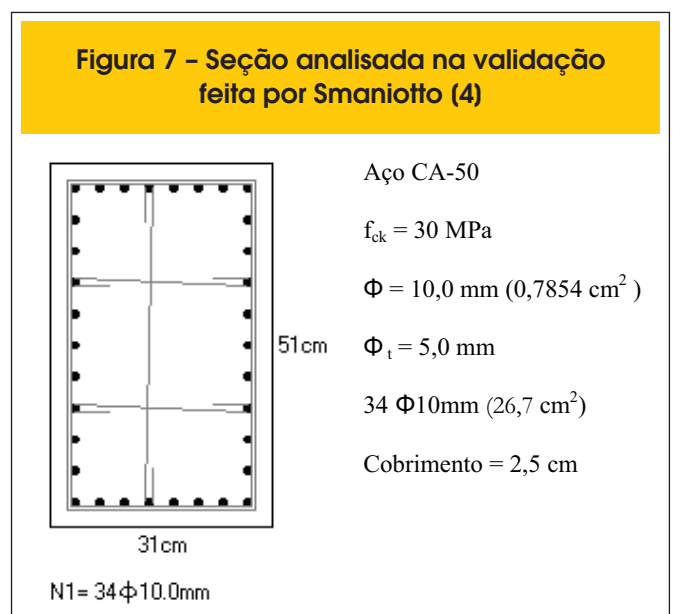 Figura 7 – Seção analisada na validação
feita por Smaniotto (4)
Aço CA-50
f_ck = 30 MPa
Φ = 10,0 mm (0,7854 cm²)
Φ_t = 5,0 mm
34 Φ10mm (26,7 cm²)
Cobrimento = 2,5 cm
51cm
31cm
N1= 34ϕ10.0mm